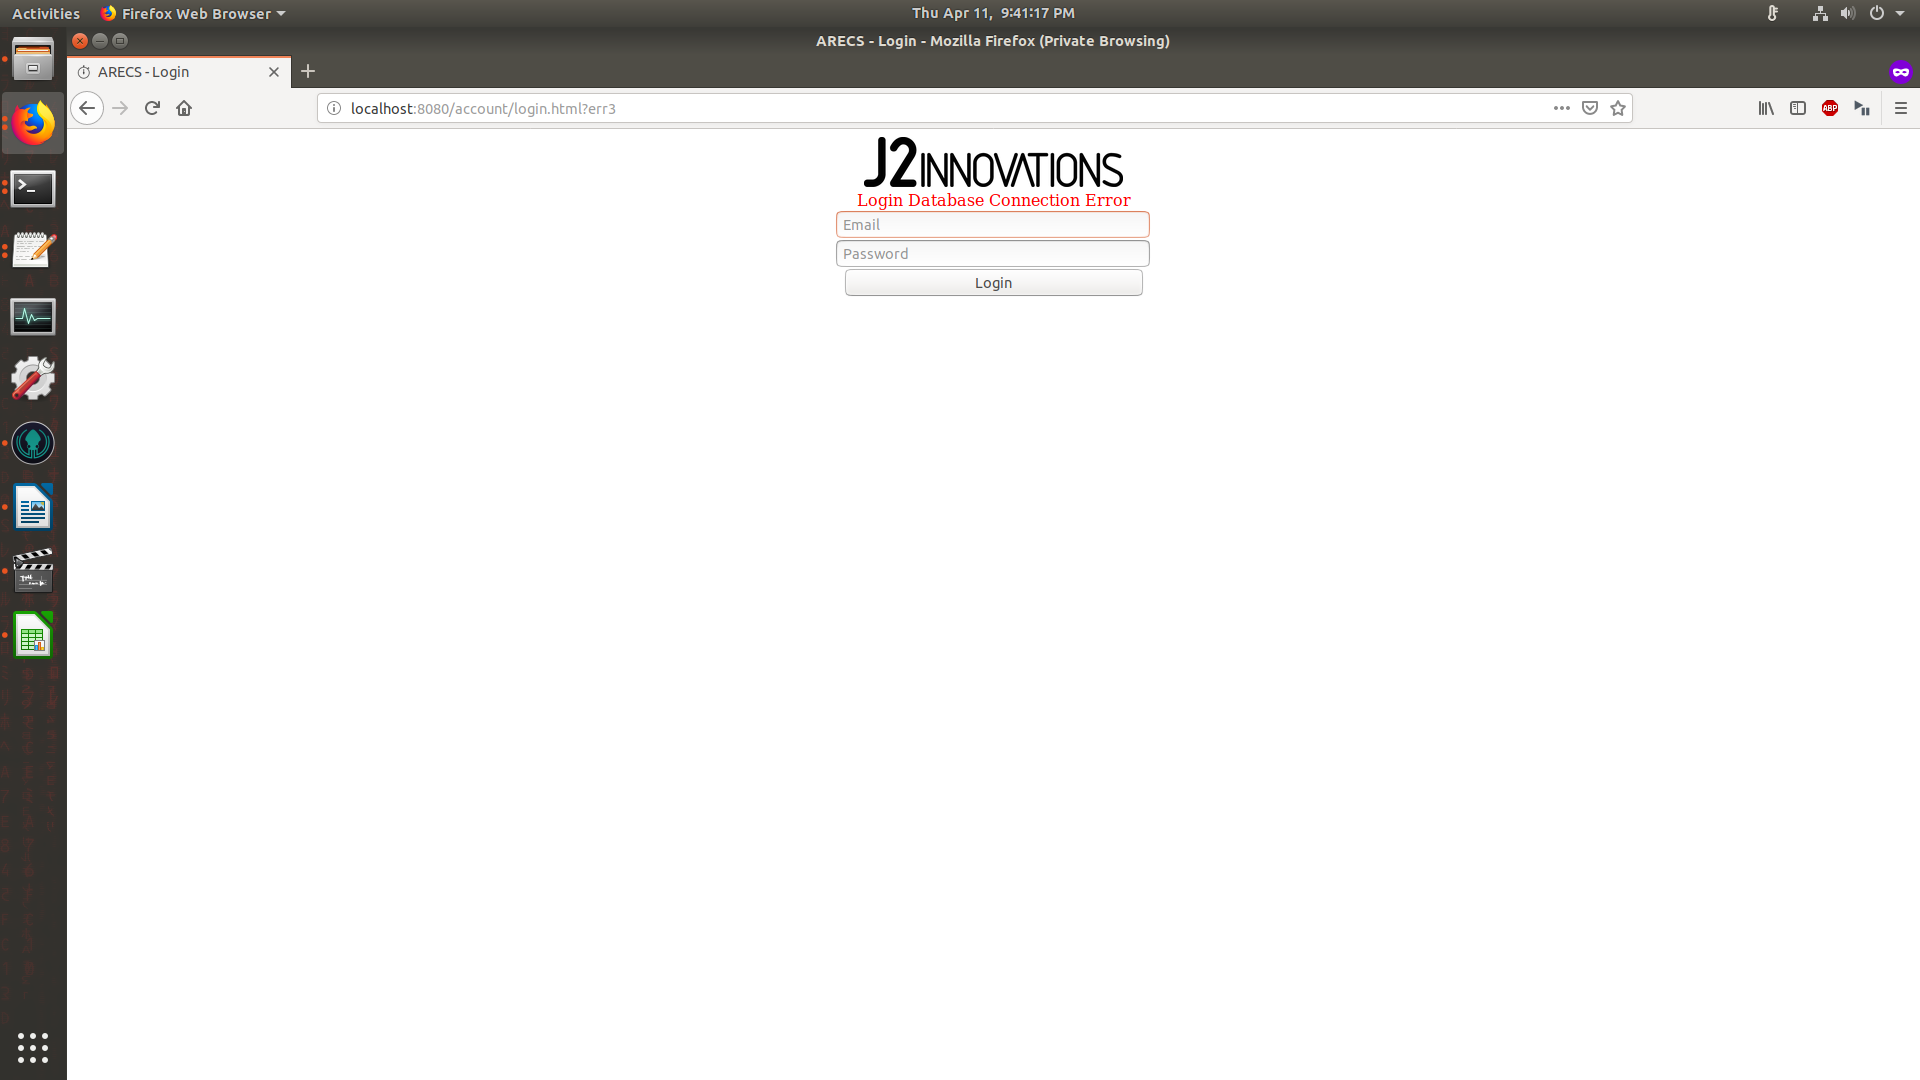 Activities
Firefox Web Browser
Thu Apr 11, 9:41:17 PM
ARECS - Login - Mozilla Firefox (Private Browsing)
ARECS - Login
localhost:8080/account/login.html?err3
ABP
J2INNOVATIONS
Login Database Connection Error
Email
Password
Login